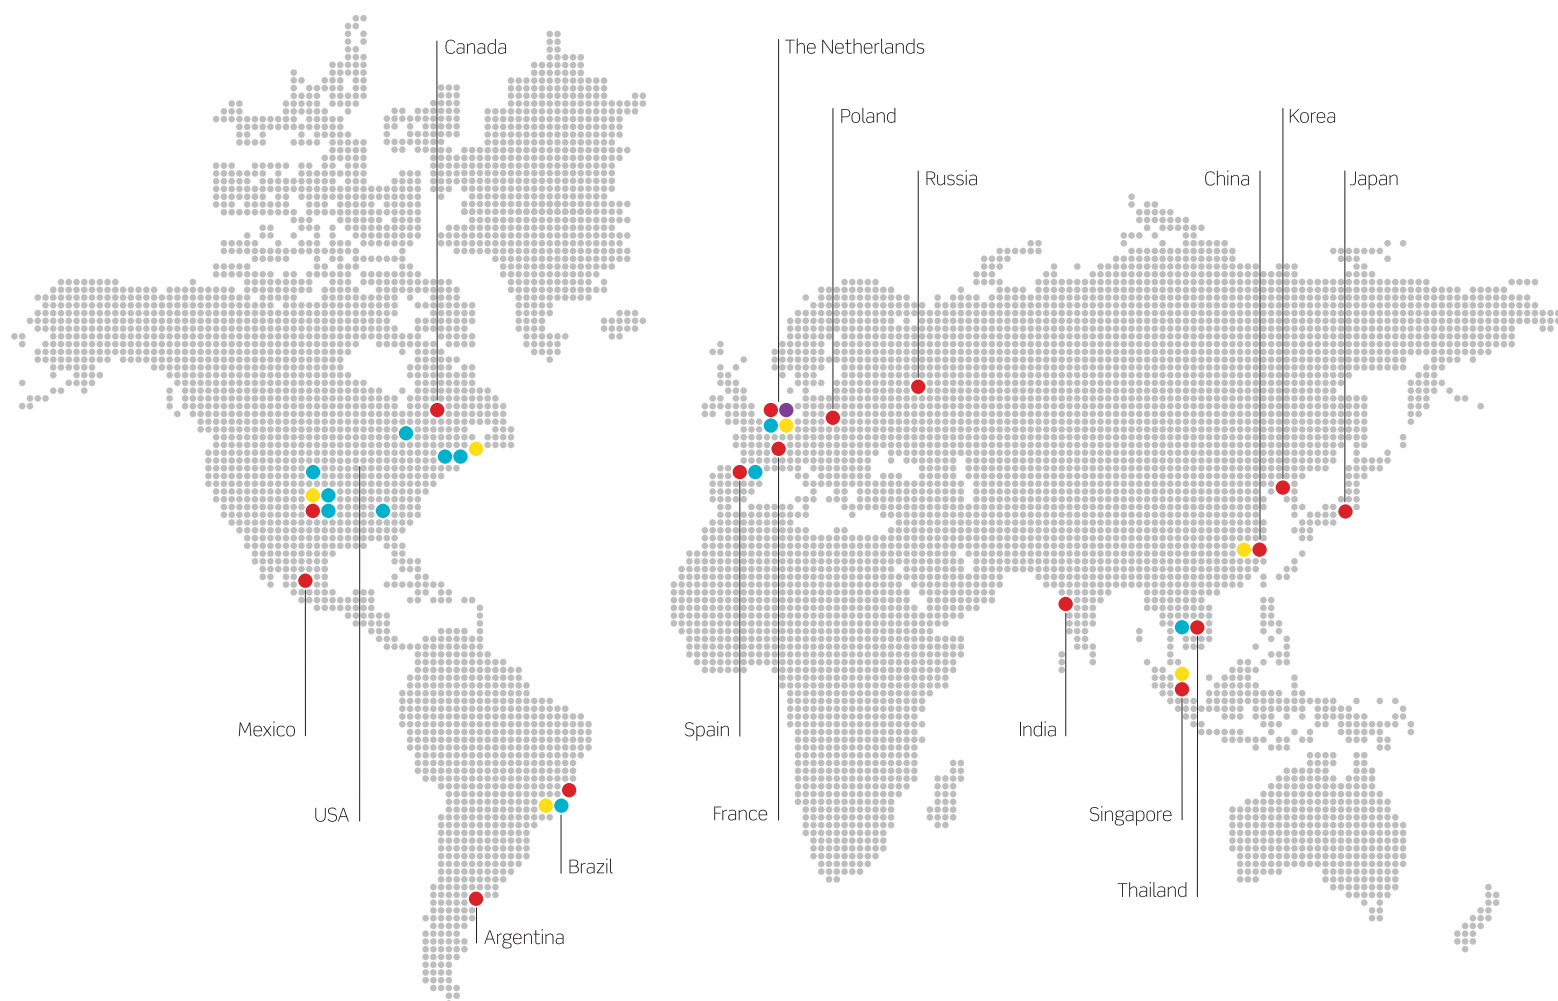 Canada
The Netherlands
Poland
Korea
Russia
China
Japan
Mexico
Spain
India
USA
France
Singapore
Brazil
Thailand
Argentina